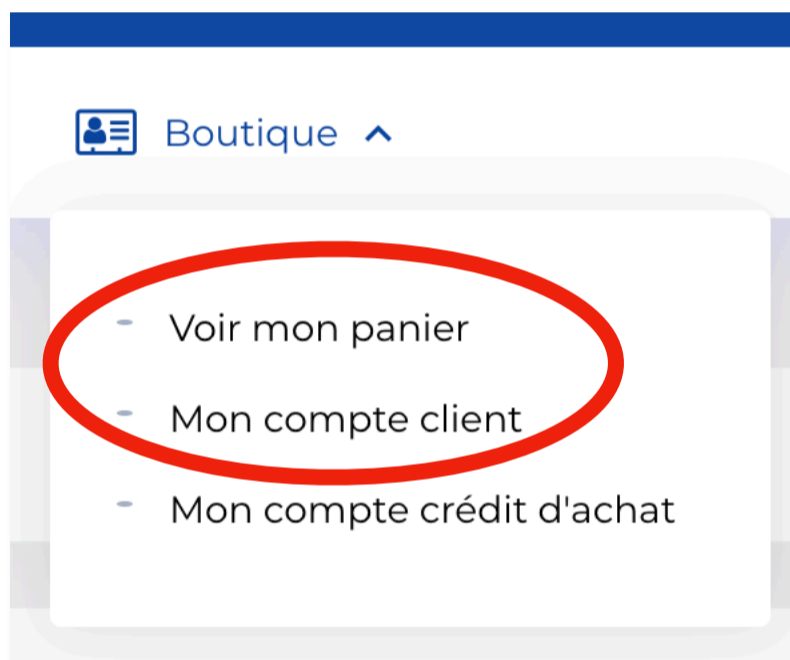 Boutique
Voir mon panier
Mon compte client
Mon compte crédit d'achat